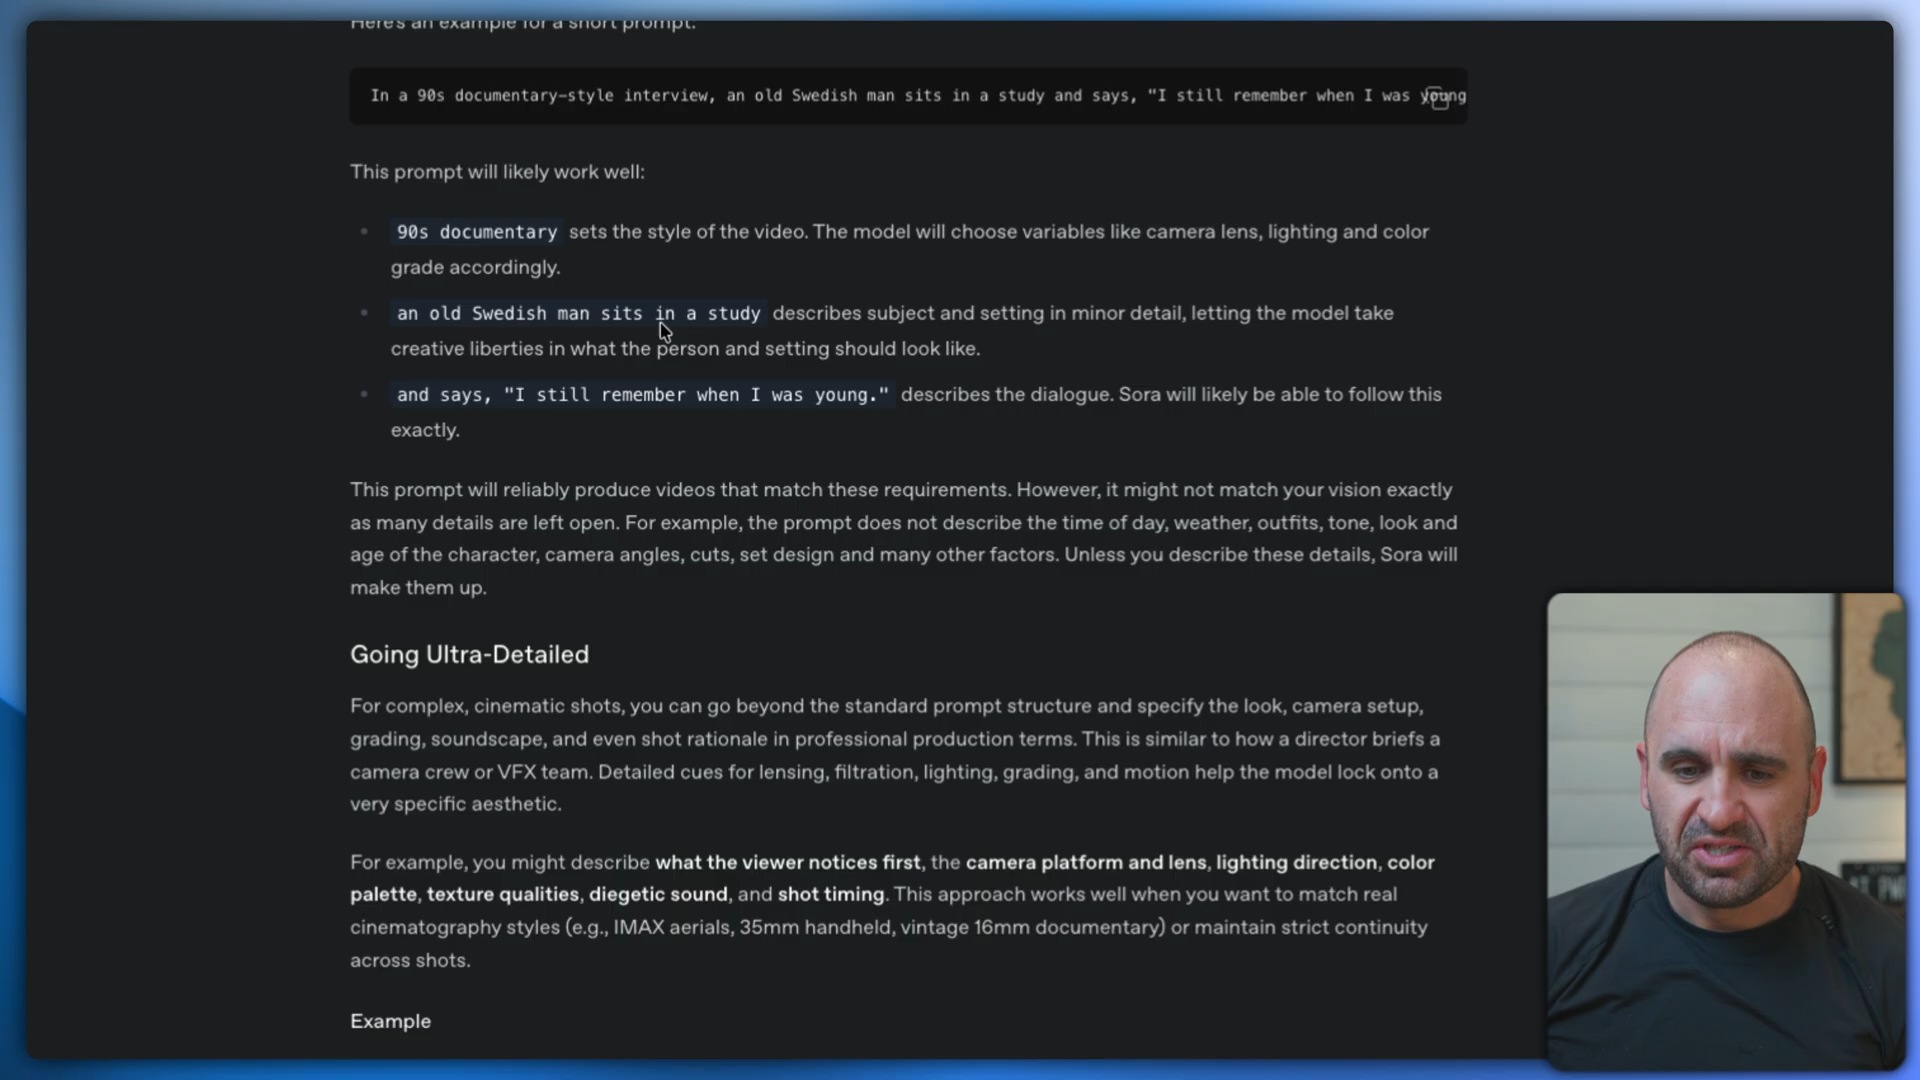 Here's an example for a short prompt:
In a 90s documentary-style interview, an old Swedish man sits in a study and says, "I still remember when I was young
This prompt will likely work well:
90s documentary sets the style of the video. The model will choose variables like camera lens, lighting and color
grade accordingly.
an old Swedish man sits in a study describes subject and setting in minor detail, letting the model take
creative liberties in what the person and setting should look like.
and says, "I still remember when I was young." describes the dialogue. Sora will likely be able to follow this
exactly.
This prompt will reliably produce videos that match these requirements. However, it might not match your vision exactly
as many details are left open. For example, the prompt does not describe the time of day, weather, outfits, tone, look and
age of the character, camera angles, cuts, set design and many other factors. Unless you describe these details, Sora will
make them up.
Going Ultra-Detailed
For complex, cinematic shots, you can go beyond the standard prompt structure and specify the look, camera setup,
grading, soundscape, and even shot rationale in professional production terms. This is similar to how a director briefs a
camera crew or VFX team. Detailed cues for lensing, filtration, lighting, grading, and motion help the model lock onto a
very specific aesthetic.
For example, you might describe what the viewer notices first, the camera platform and lens, lighting direction, color
palette, texture qualities, diegetic sound, and shot timing. This approach works well when you want to match real
cinematography styles (e.g., IMAX aerials, 35mm handheld, vintage 16mm documentary) or maintain strict continuity
across shots.
Example